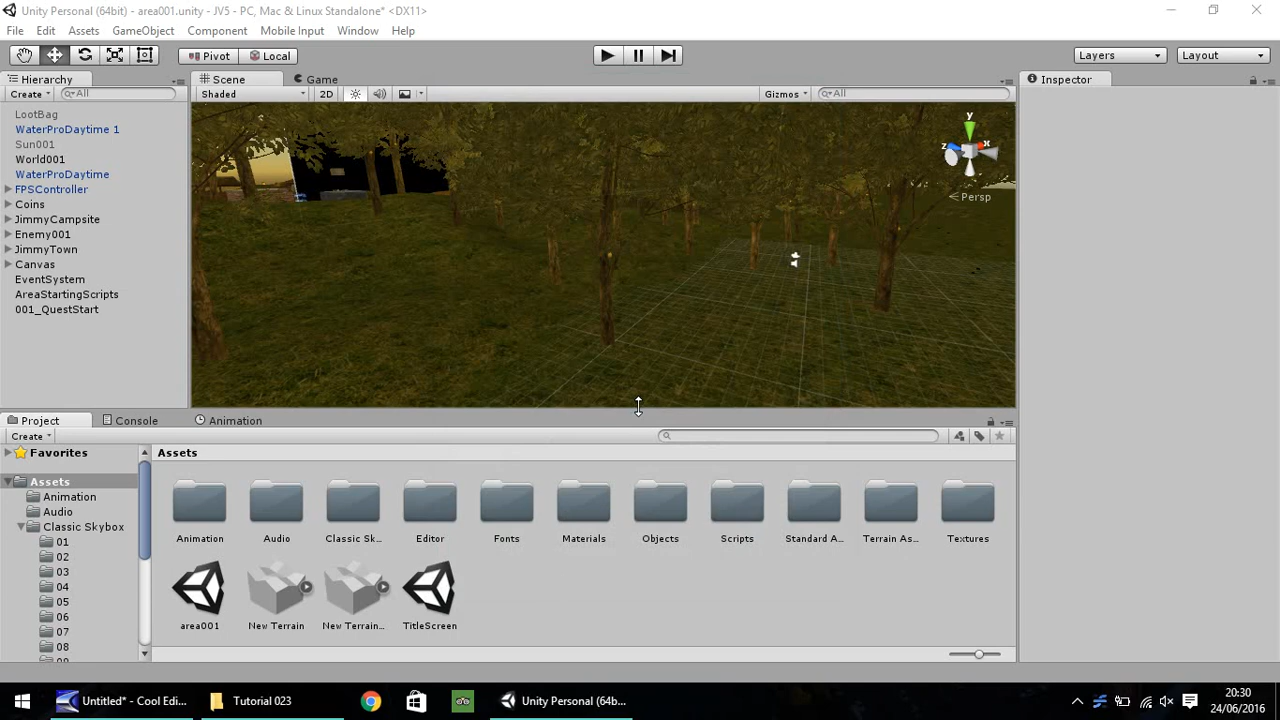 Unity Personal (64bit) - area001.unity - JV5 - PC, Mac & Linux Standalone* <DX11>
File Edit Assets GameObject Component Mobile Input Window Help
Pivot Local Layers Layout
Hierarchy Scene Game Inspector
Create All Shaded 2D Gizmos All
LootBag
WaterProDaytime 1
Sun001
World001
WaterProDaytime
FPSController
Coins
JimmyCampsite
Enemy001
JimmyTown
Canvas
EventSystem
AreaStartingScripts
001_QuestStart
y
z x
Persp
Project Console Animation
Create
Favorites
Assets
Animation
Audio
Classic Skybox
01
02
03
04
05
06
07
08
Assets
Animation Audio Classic Sk... Editor Fonts Materials Objects Scripts Standard A... Terrain As... Textures
area001 New Terrain New Terrain... TitleScreen
Untitled* - Cool Edi... Tutorial 023 Unity Personal (64b...
20:30
24/06/2016